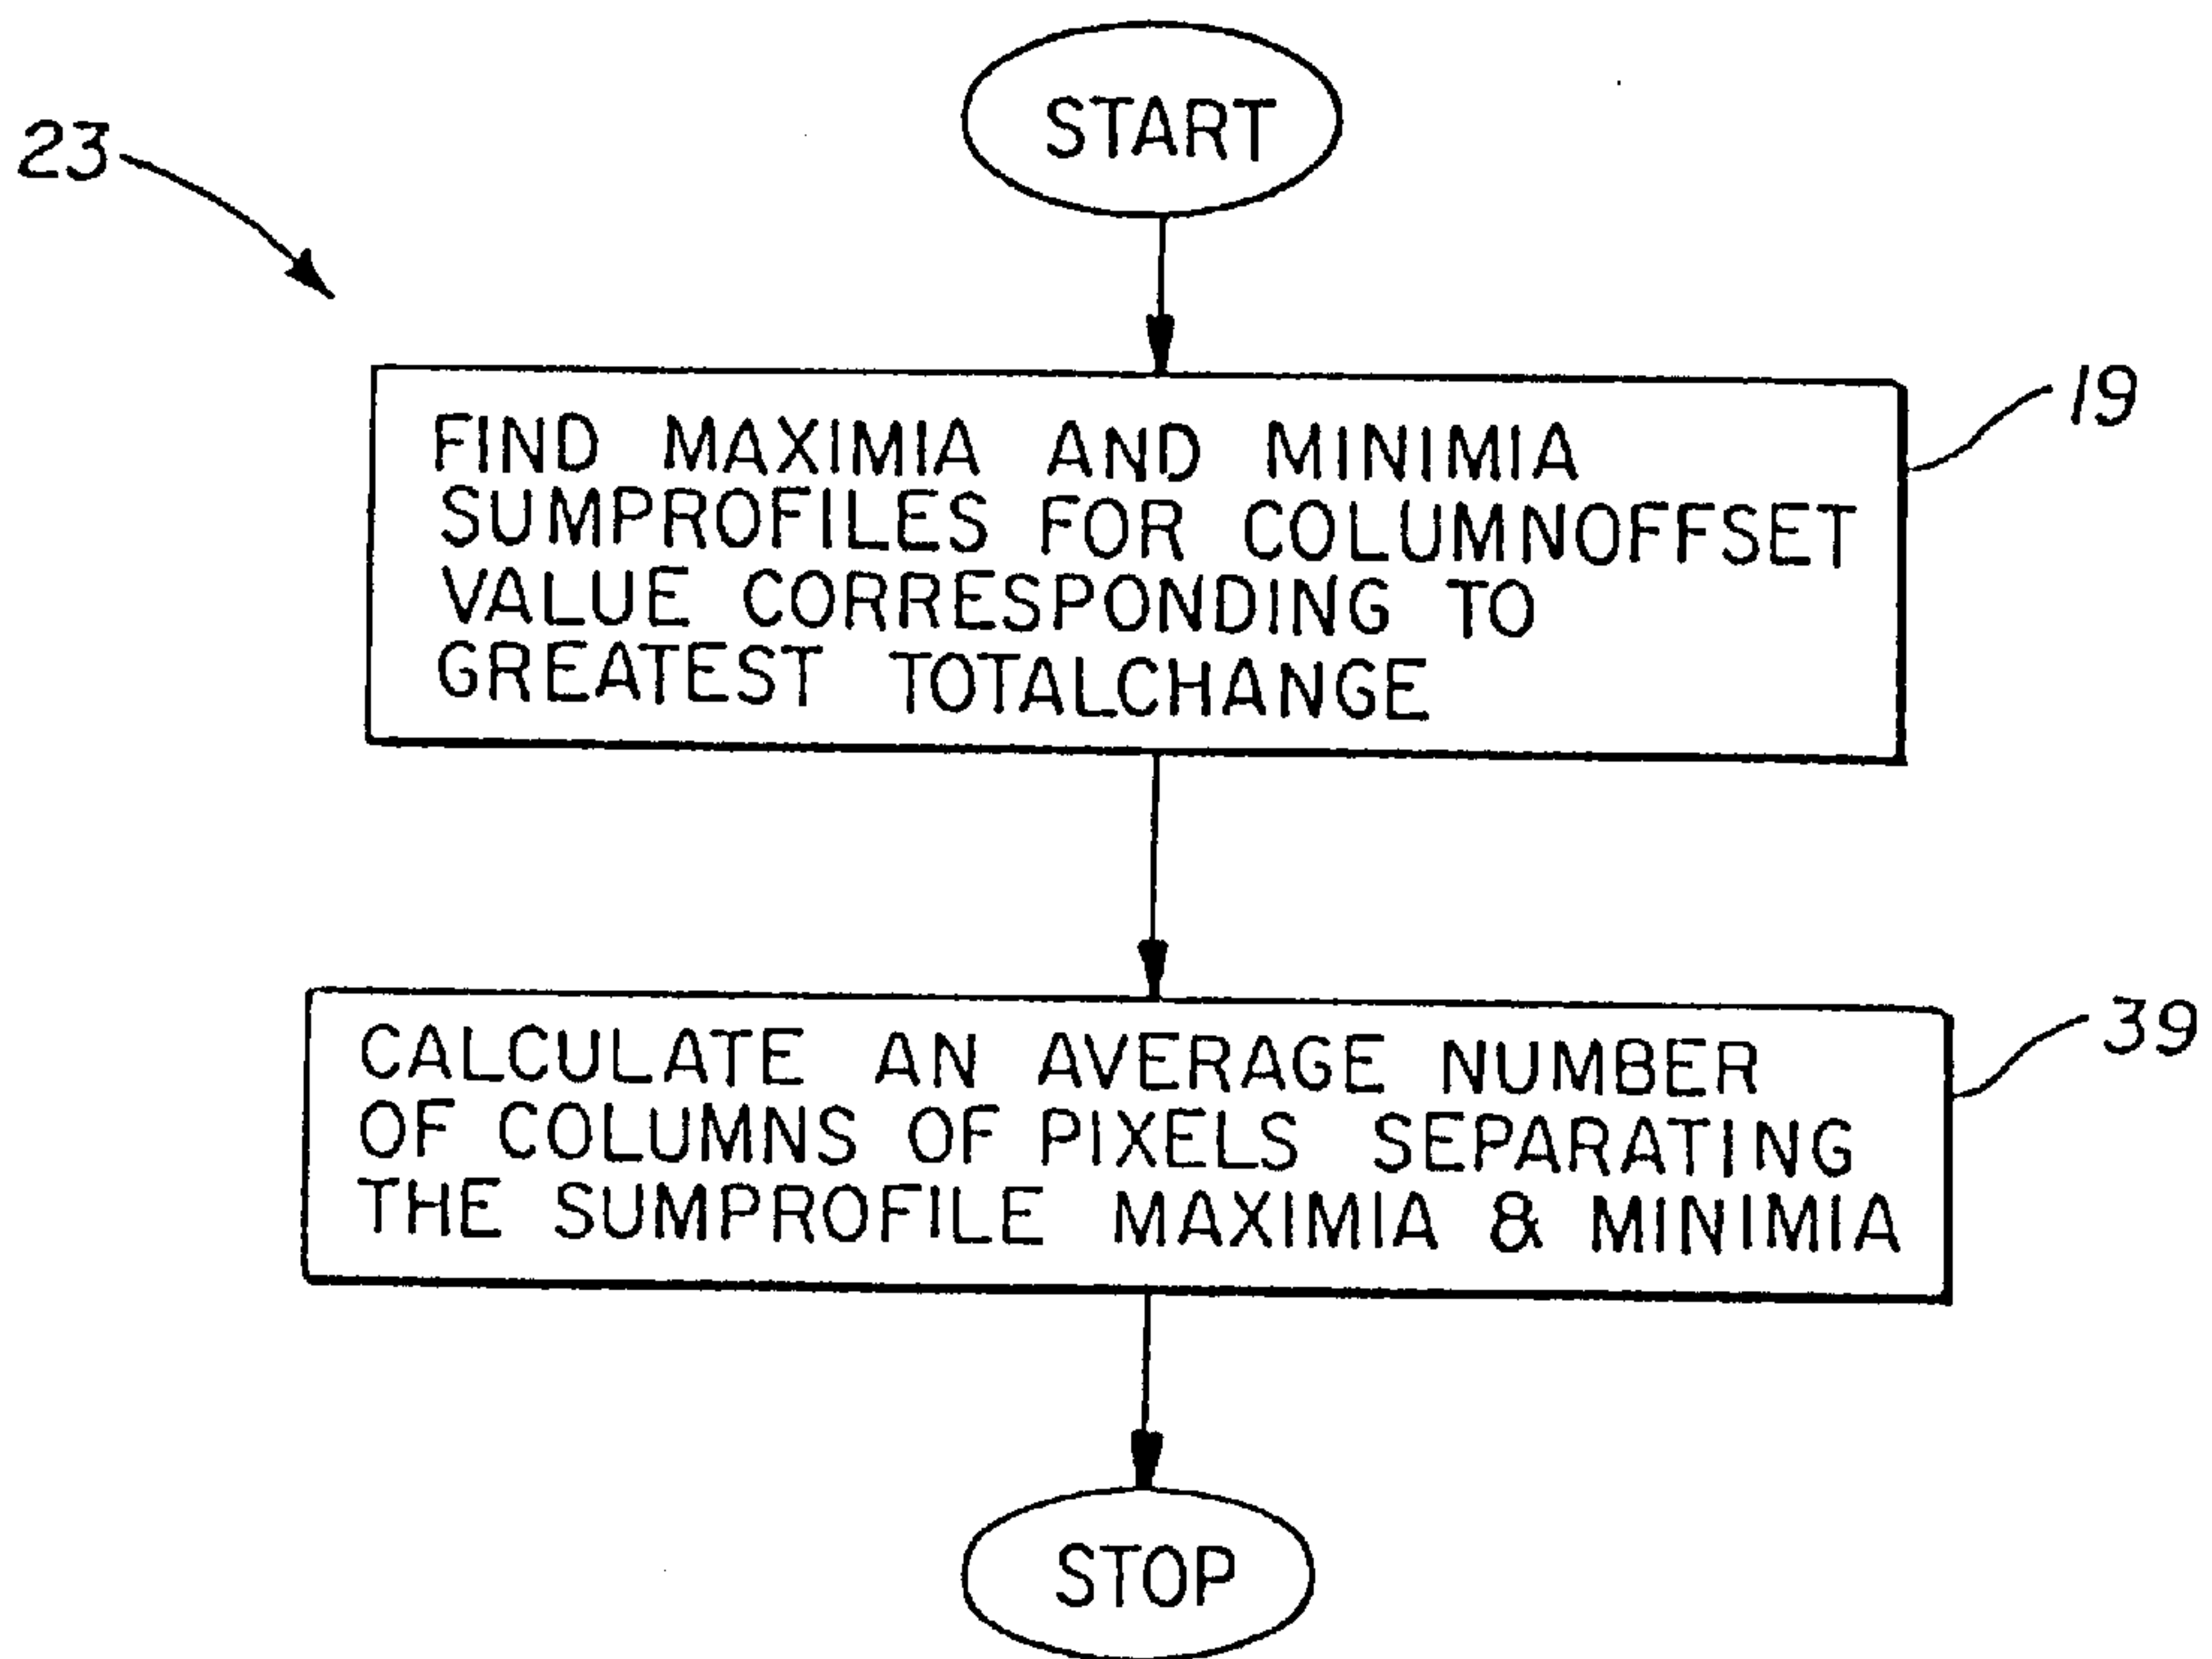 START
23
19
FIND MAXIMIA AND MINIMIA
SUMPROFILES FOR COLUMNOFFSET
VALUE CORRESPONDING TO
GREATEST TOTALCHANGE
39
CALCULATE AN AVERAGE NUMBER
OF COLUMNS OF PIXELS SEPARATING
THE SUMPROFILE MAXIMIA & MINIMIA
STOP